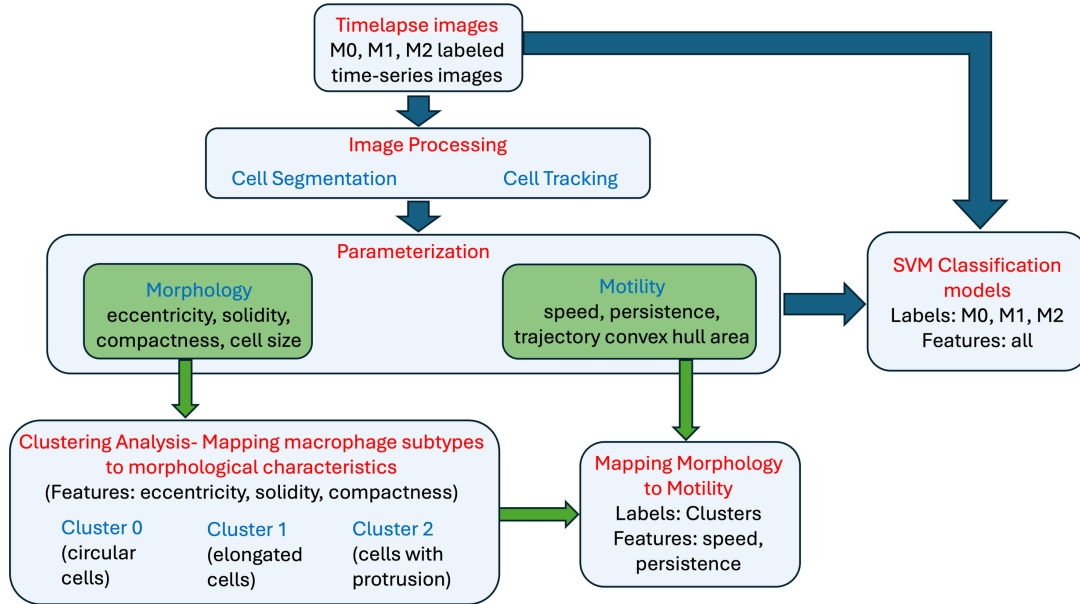 Timelapse images
M0, M1, M2 labeled
time-series images
Image Processing
Cell Segmentation
Cell Tracking
Parameterization
Morphology
eccentricity, solidity,
compactness, cell size
Motility
speed, persistence,
trajectory convex hull area
SVM Classification
models
Labels: M0, M1, M2
Features: all
Clustering Analysis- Mapping macrophage subtypes
to morphological characteristics
(Features: eccentricity, solidity, compactness)
Cluster 0
(circular
cells)
Cluster 1
(elongated
cells)
Cluster 2
(cells with
protrusion)
Mapping Morphology
to Motility
Labels: Clusters
Features: speed,
persistence